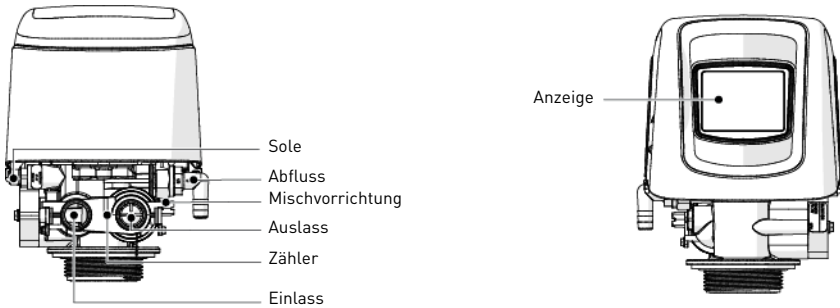 Sole
Abfluss
Mischvorrichtung
Auslass
Zähler
Einlass
Anzeige